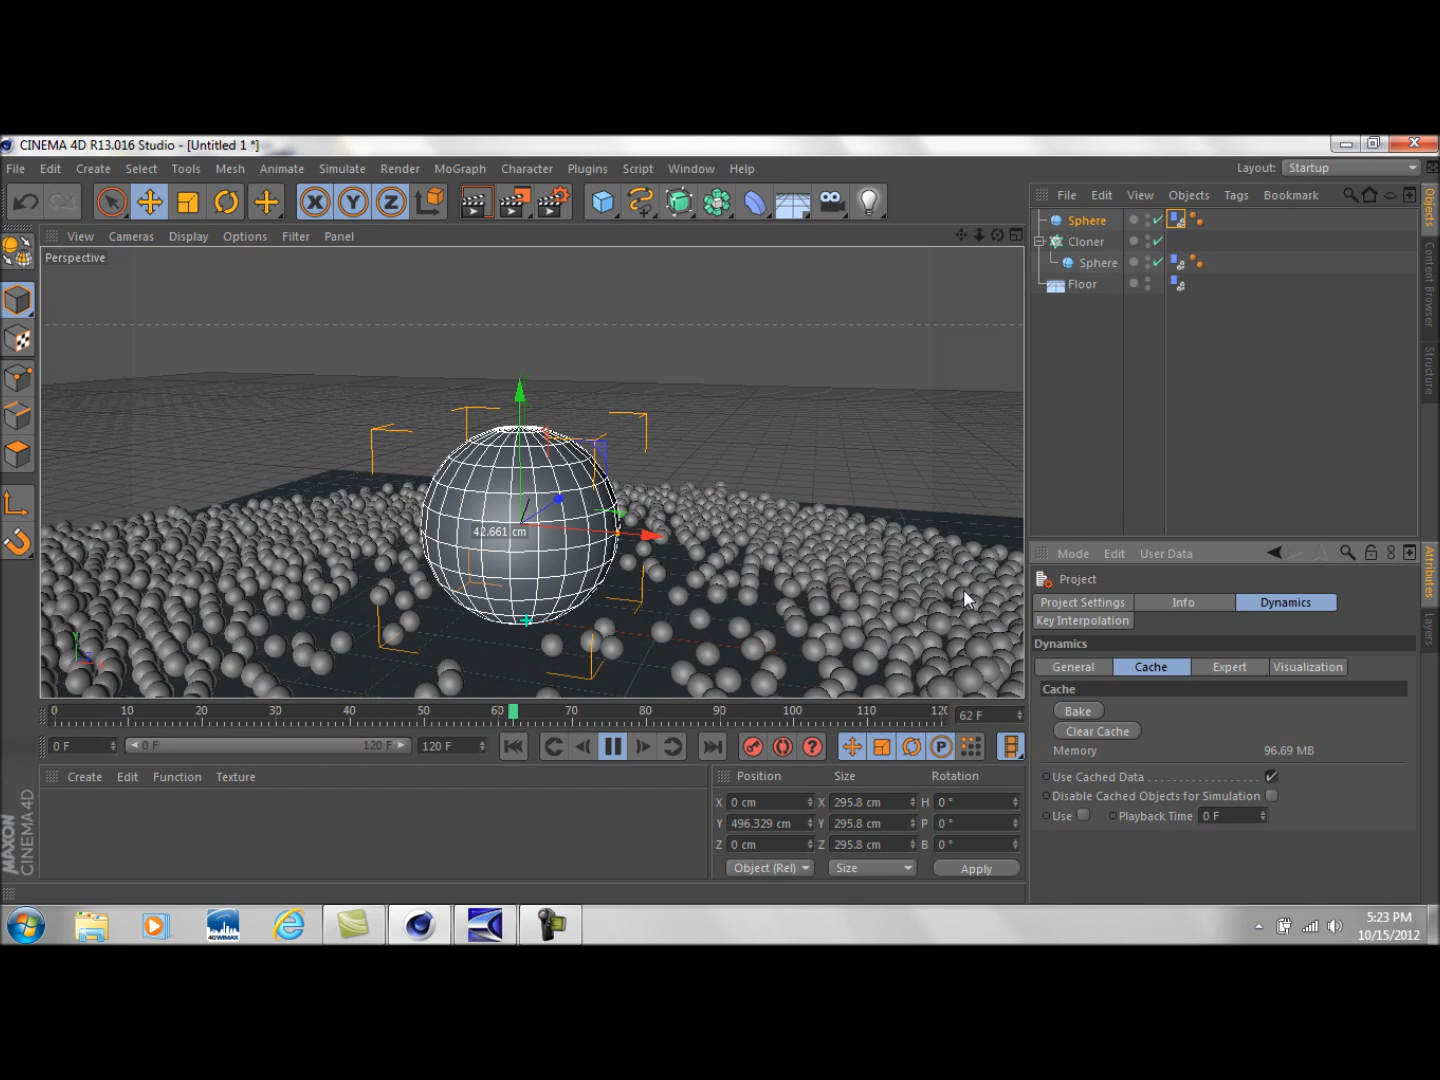 CINEMA 4D R13.016 Studio - [Untitled 1 *]
File Edit Create Select Tools Mesh Simulate Render MoGraph Character Animate Plugins Script Window Help
Layout: Startup
File Edit View Objects Tags Bookmark
Sphere
Cloner
Sphere
Floor
Objects
Content Browser
Structure
View Cameras Display Options Filter Panel
Perspective
42.661 cm
Y
X
Mode Edit User Data
Attributes
Layers
Project
Project Settings Info Dynamics
Key Interpolation
Dynamics
General Cache Expert Visualization
Cache
Bake
Clear Cache
Memory 96.69 MB
Use Cached Data
Disable Cached Objects for Simulation
Use Playback Time 0 F
0 10 20 30 40 50 60 70 80 90 100 110 120
62 F
0 F 0 F 120 F 120 F
P
Create Edit Function Texture
Position Size Rotation
X 0 cm X 295.8 cm H 0 °
Y 496.329 cm Y 295.8 cm P 0 °
Z 0 cm Z 295.8 cm B 0 °
Object (Rel) Size Apply
MAXON
CINEMA 4D
4GWIMAX
5:23 PM
10/15/2012